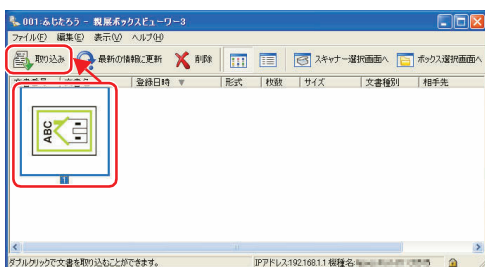 001:ふじたろう - 親展ボックスビューワー3
ファイル(F) 編集(E) 表示(V) ヘルプ(H)
取り込み 最新の情報に更新 削除 スキャナー選択画面へ ボックス選択画面へ
登録日時 形式 枚数 サイズ 文書種別 相手先
ABC
1
ダブルクリックで文書を取り込むことができます。 IPアドレス:192.168.1.1 機種名: